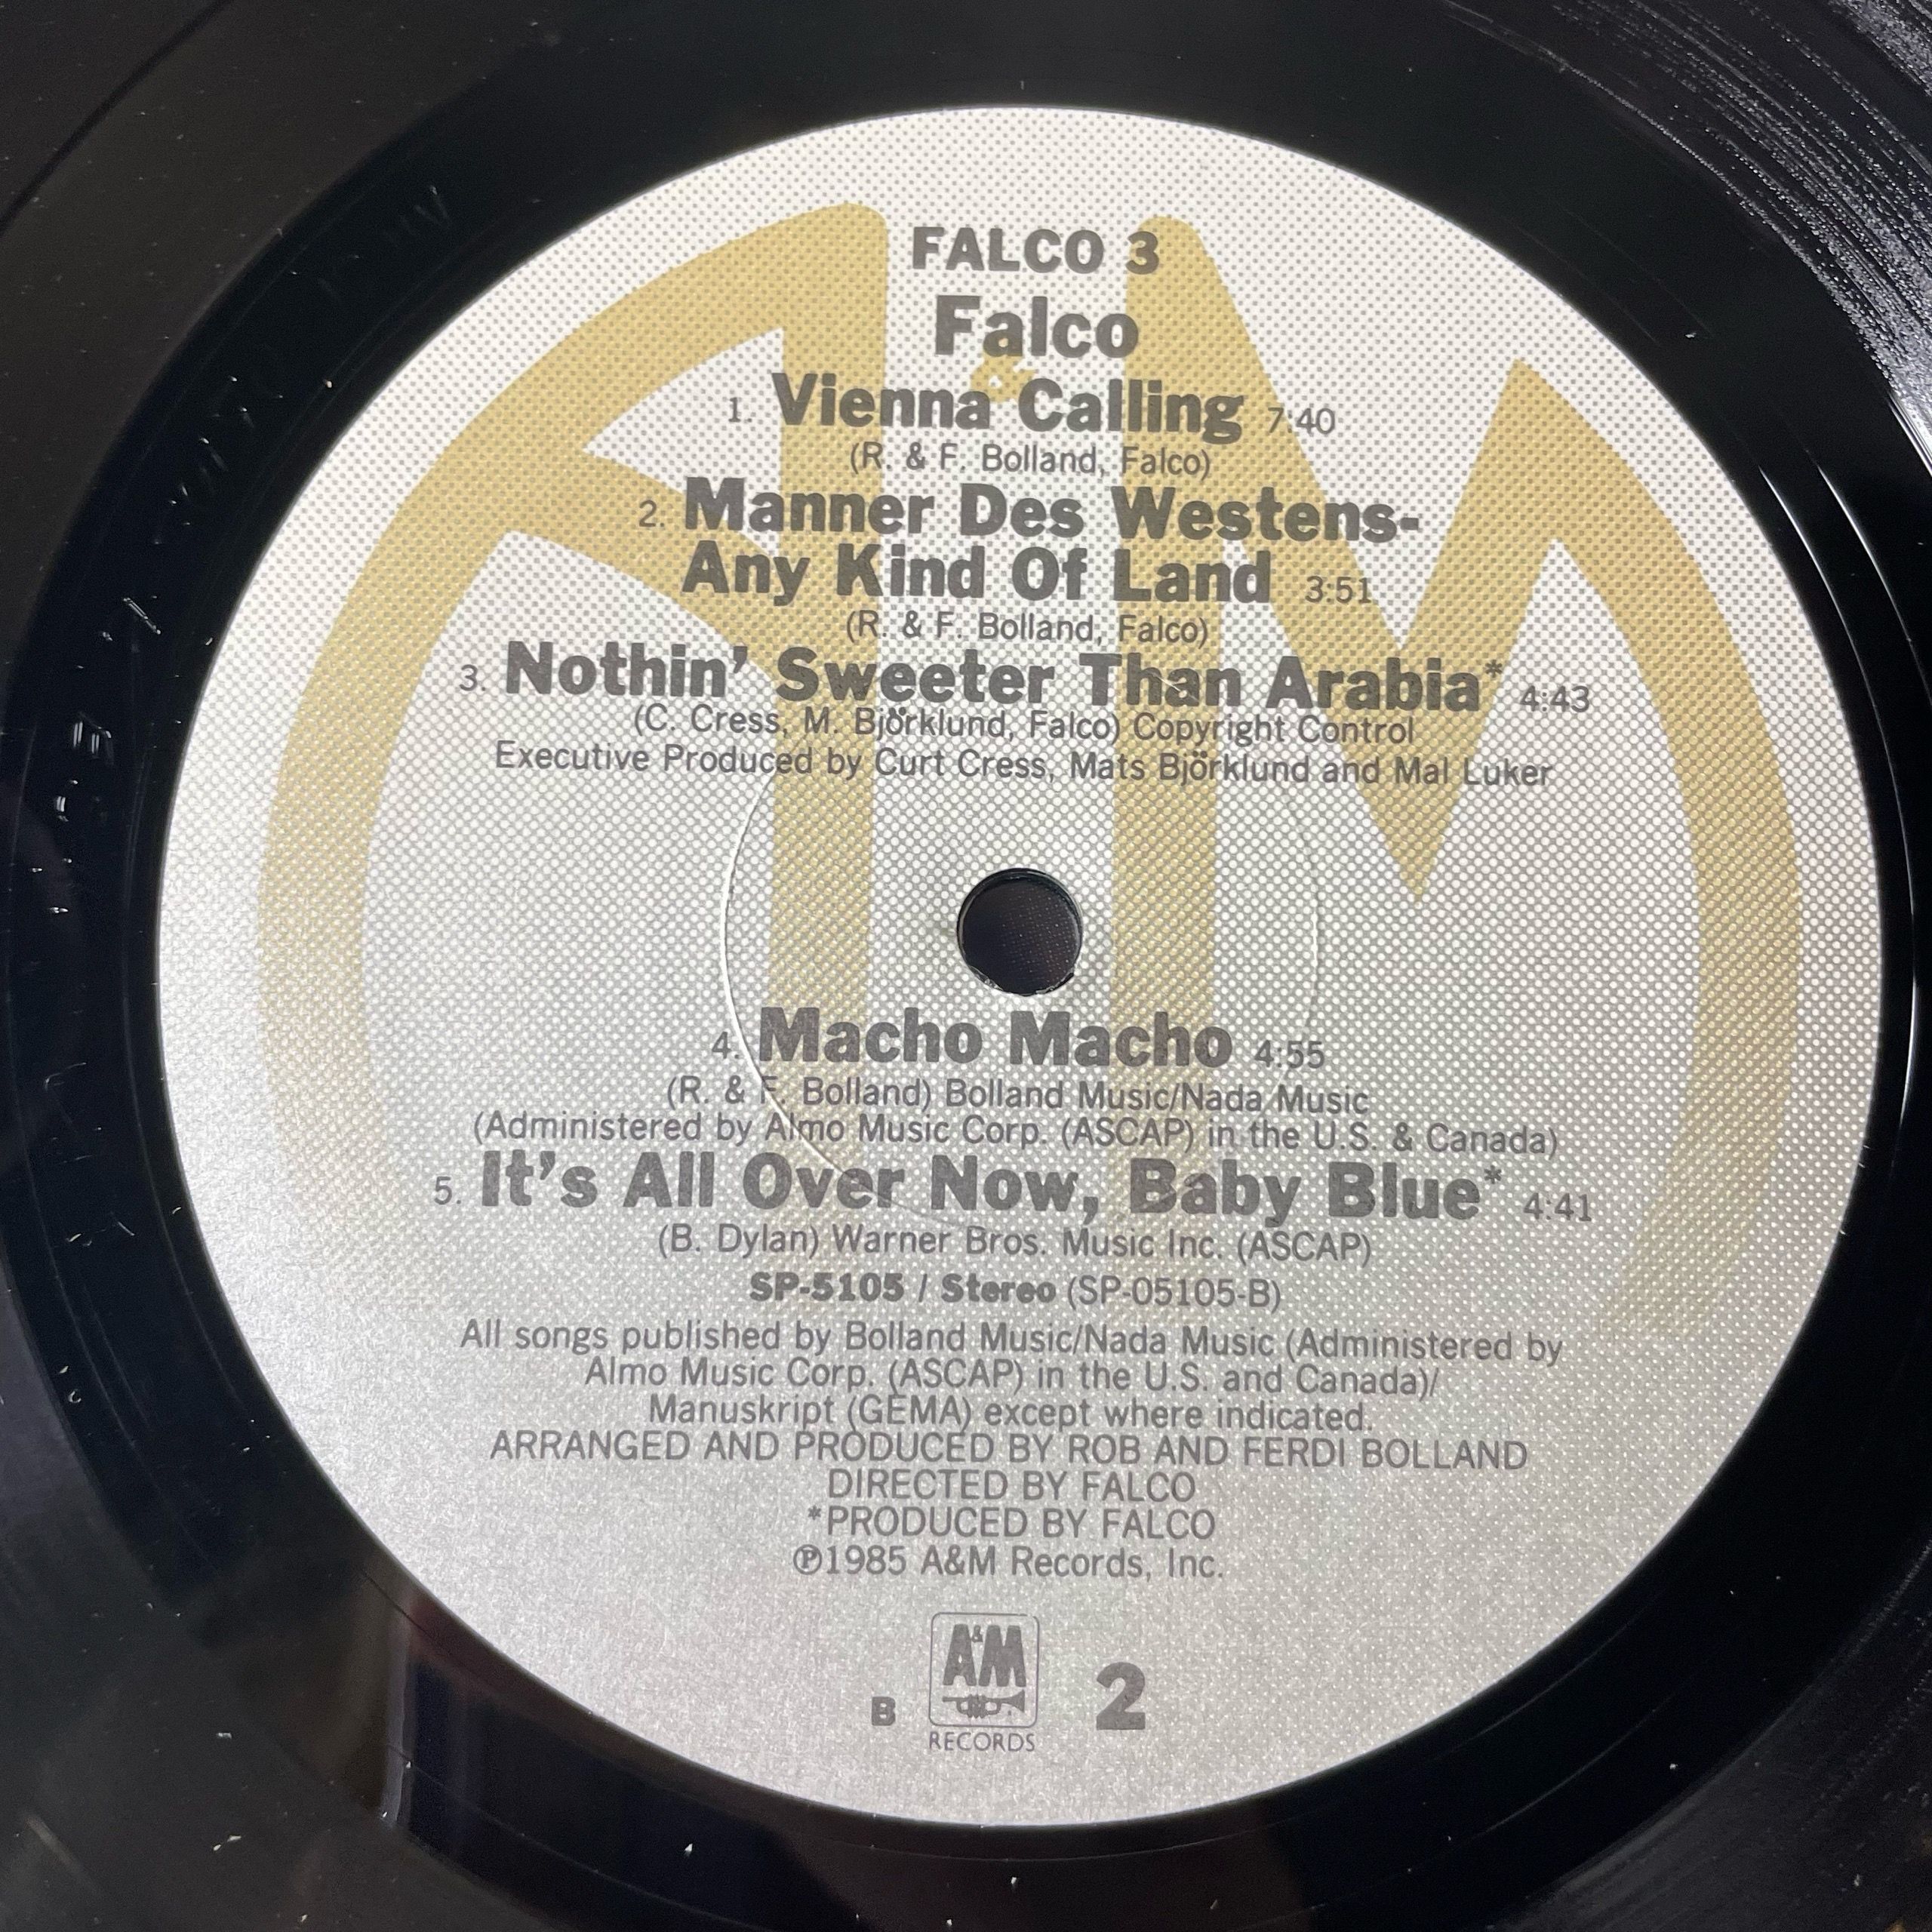 FALCO 3
Falco
&
1. Vienna Calling 7:40
(R. & F. Bolland, Falco)
2. Manner Des Westens-
Any Kind Of Land 3:51
(R. & F. Bolland, Falco)
3. Nothin' Sweeter Than Arabia* 4:43
(C. Cress, M. Björklund, Falco) Copyright Control
Executive Produced by Curt Cress, Mats Björklund and Mal Luker
4. Macho Macho 4:55
(R. & F. Bolland) Bolland Music/Nada Music
(Administered by Almo Music Corp. (ASCAP) in the U.S. & Canada)
5. It's All Over Now, Baby Blue* 4:41
(B. Dylan) Warner Bros. Music Inc. (ASCAP)
SP-5105 / Stereo (SP-05105-B)
All songs published by Bolland Music/Nada Music (Administered by
Almo Music Corp. (ASCAP) in the U.S. and Canada)/
Manuskript (GEMA) except where indicated.
ARRANGED AND PRODUCED BY ROB AND FERDI BOLLAND
DIRECTED BY FALCO
*PRODUCED BY FALCO
℗1985 A&M Records, Inc.
A&M
B 2
RECORDS